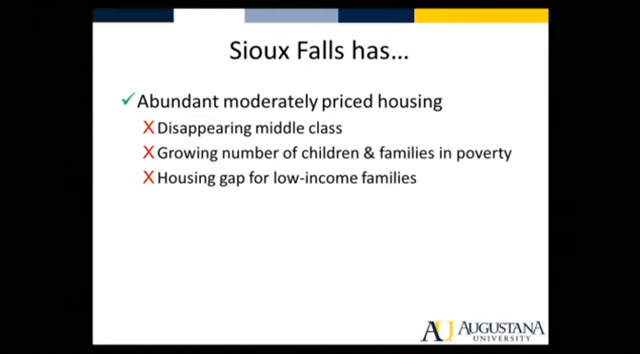 Sioux Falls has...
Abundant moderately priced housing
X Disappearing middle class
X Growing number of children & families in poverty
X Housing gap for low-income families
AU AUGUSTANA
UNIVERSITY